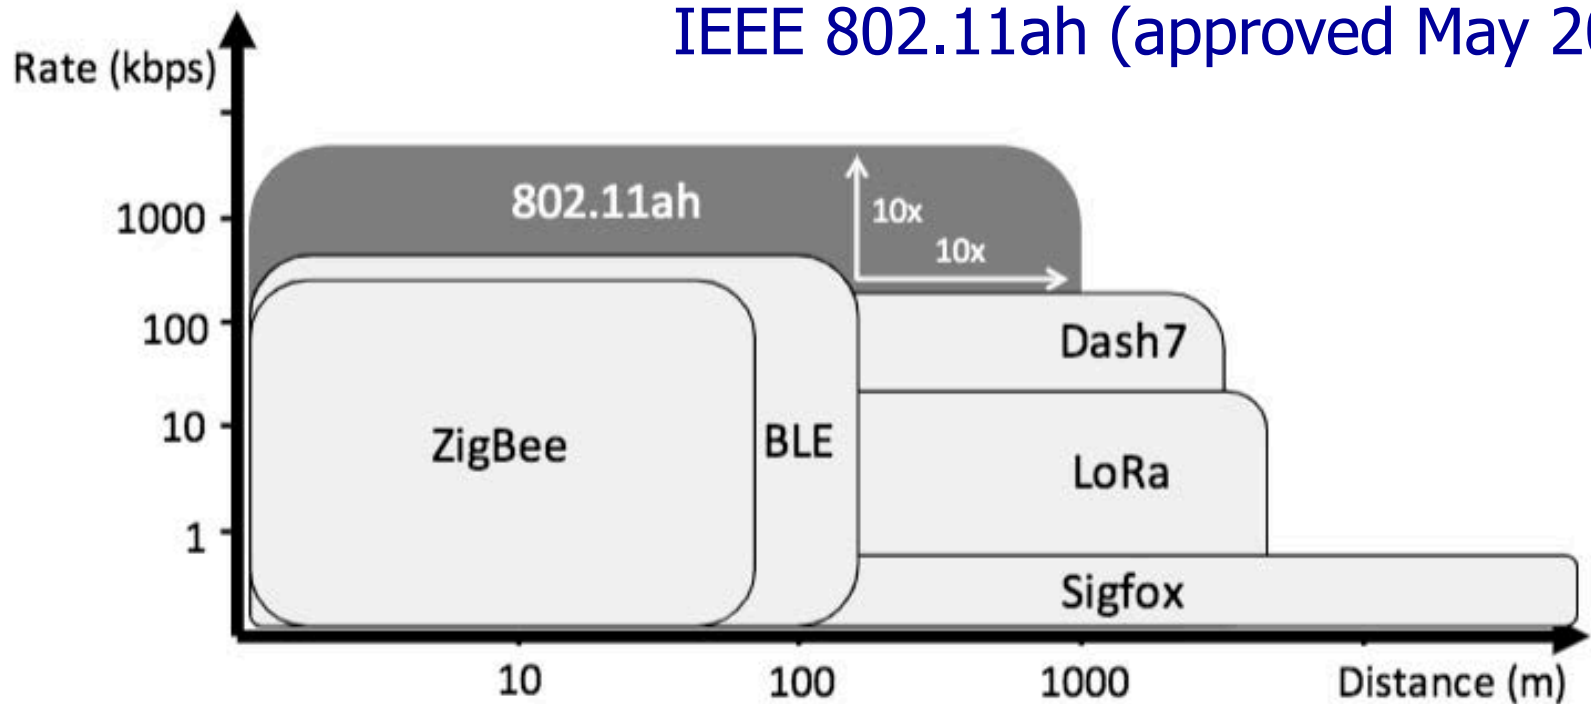 IEEE 802.11ah (approved May 20
Rate (kbps)
802.11ah
1000
10x
10x
100
Dash7
10
ZigBee
BLE
LoRa
1
Sigfox
10
100
1000
Distance (m)